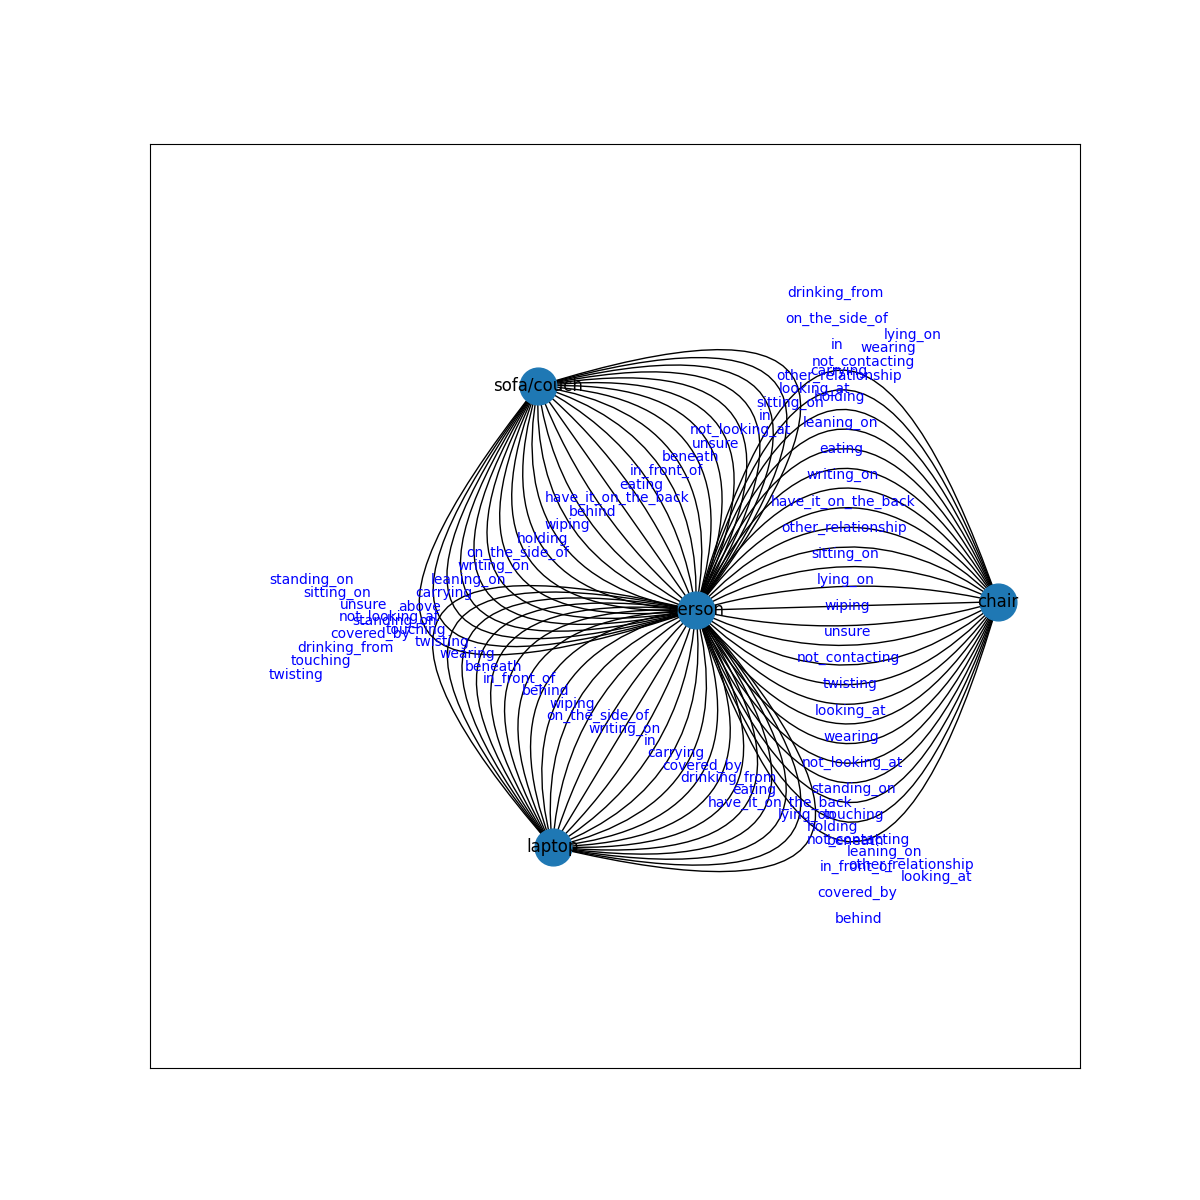 drinking_from
on_the_side_of
lying_on
in
wearing
not_contacting
carrying
other_relationship
sofa/couch
looking_at
holding
sitting_on
in
leaning_on
not_looking_at
unsure
eating
beneath
in_front_of
writing_on
eating
have_it_on_the_back
have_it_on_the_back
behind
wiping
other_relationship
holding
on_the_side_of
sitting_on
writing_on
standing_on
leaning_on
lying_on
sitting_on
carrying
chair
unsure
above
wiping
person
not_looking_at
standing_on
touching
unsure
covered_by
twisting
drinking_from
wearing
not_contacting
touching
beneath
twisting
in_front_of
twisting
behind
wiping
looking_at
on_the_side_of
writing_on
wearing
in
carrying
not_looking_at
covered_by
drinking_from
standing_on
eating
have_it_on_the_back
lying_on
touching
holding
not_contacting
beneath
laptop
leaning_on
in_front_of
other_relationship
looking_at
covered_by
behind